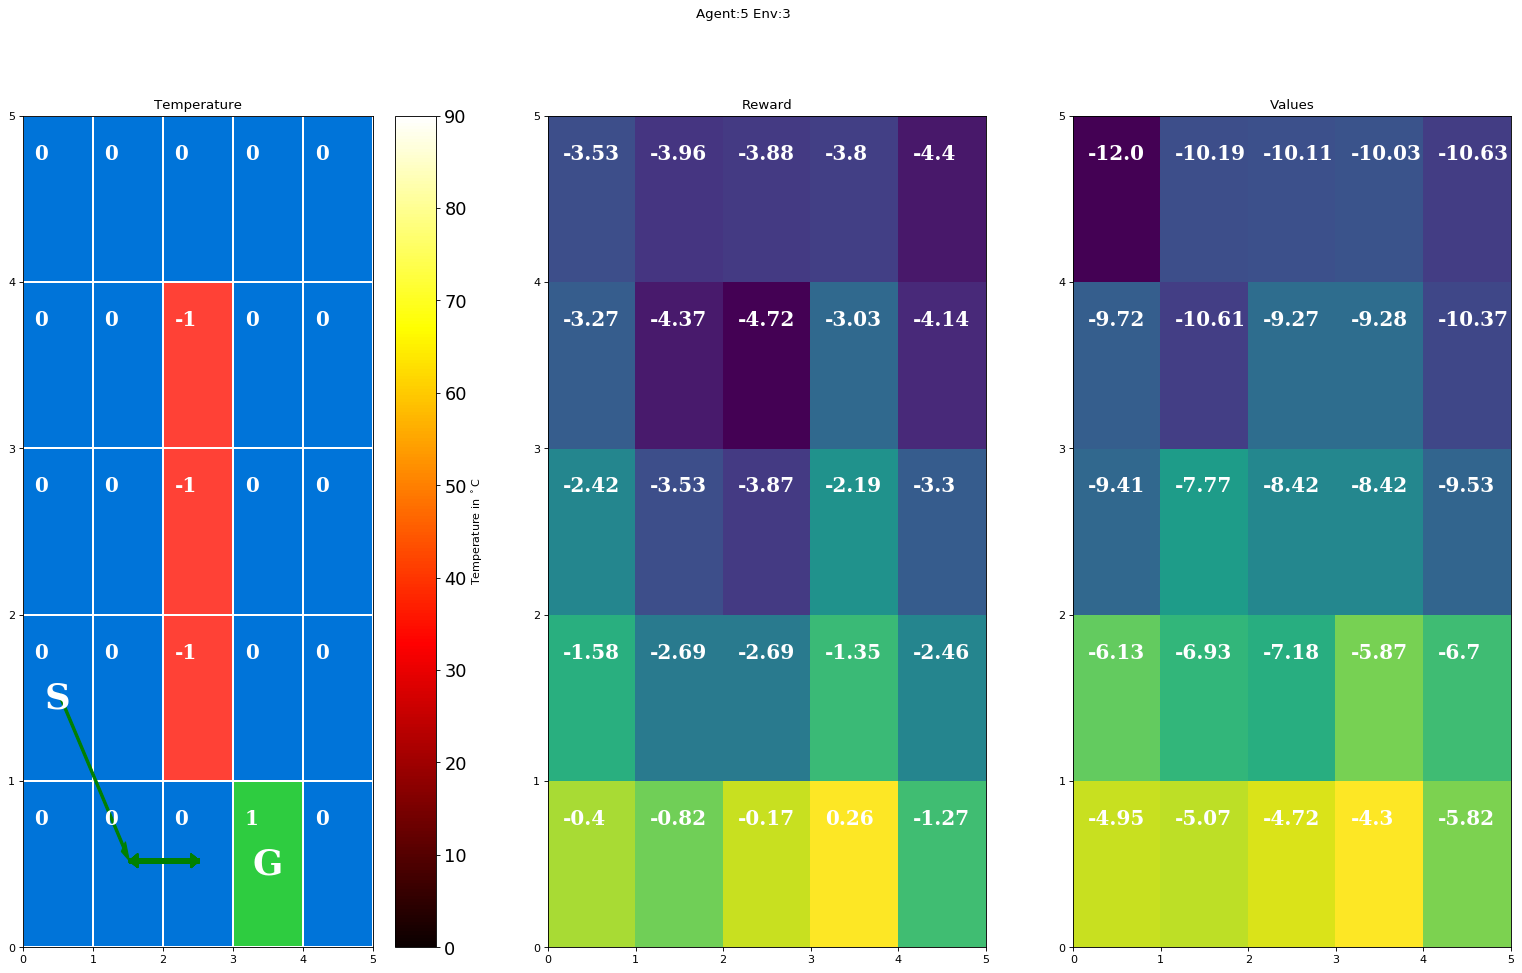 Agent:5 Env:3
Temperature
5
4
3
2
1
0
0 1 2 3 4 5
0 0 0 0 0
0 0 -1 0 0
0 0 -1 0 0
0 0 -1 0 0
S
0 0 0 1 0
G
90
80
70
60
50
40
30
20
10
0
Temperature in °C
Reward
5
4
3
2
1
0
0 1 2 3 4 5
-3.53 -3.96 -3.88 -3.8 -4.4
-3.27 -4.37 -4.72 -3.03 -4.14
-2.42 -3.53 -3.87 -2.19 -3.3
-1.58 -2.69 -2.69 -1.35 -2.46
-0.4 -0.82 -0.17 0.26 -1.27
Values
5
4
3
2
1
0
0 1 2 3 4 5
-12.0 -10.19 -10.11 -10.03 -10.63
-9.72 -10.61 -9.27 -9.28 -10.37
-9.41 -7.77 -8.42 -8.42 -9.53
-6.13 -6.93 -7.18 -5.87 -6.7
-4.95 -5.07 -4.72 -4.3 -5.82